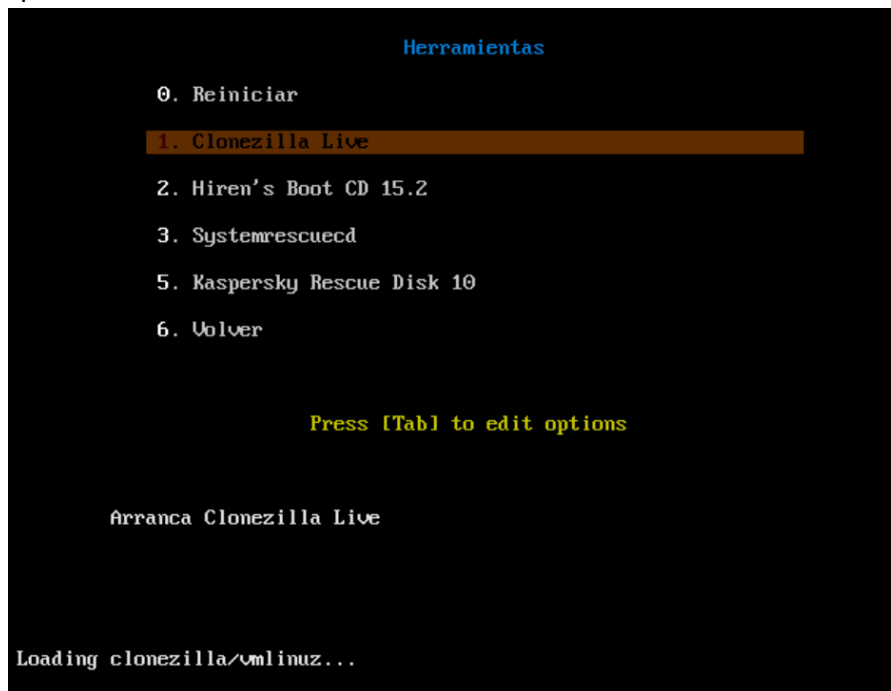 Herramientas
0. Reiniciar
1. Clonezilla Live
2. Hiren's Boot CD 15.2
3. Systemrescuecd
5. Kaspersky Rescue Disk 10
6. Volver
Press [Tab] to edit options
Arranca Clonezilla Live
Loading clonezilla/vmlinuz...